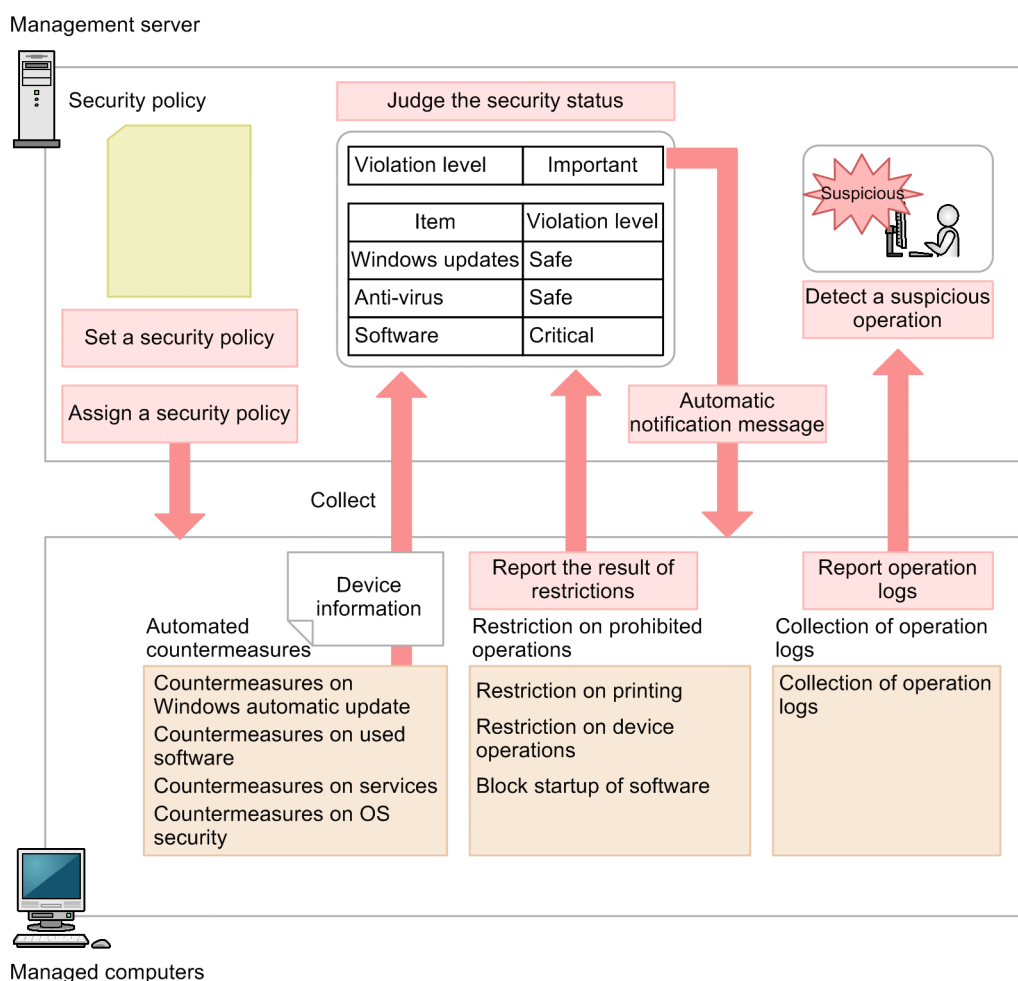 Management server
Security policy
Judge the security status
Violation level
Important
Item
Violation level
Windows updates
Safe
Anti-virus
Safe
Software
Critical
Suspicious
Detect a suspicious
operation
Set a security policy
Assign a security policy
Automatic
notification message
Collect
Device
information
Report the result of
restrictions
Report operation
logs
Automated
countermeasures
Countermeasures on
Windows automatic update
Countermeasures on used
software
Countermeasures on services
Countermeasures on OS
security
Restriction on prohibited
operations
Restriction on printing
Restriction on device
operations
Block startup of software
Collection of operation
logs
Collection of operation
logs
Managed computers